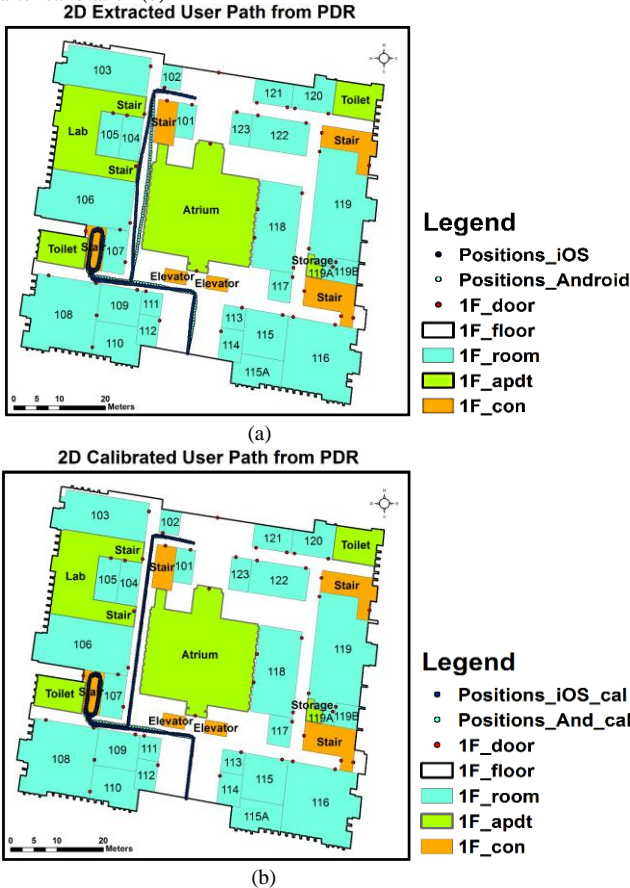 2D Extracted User Path from PDR
103
102
121
120
Toilet
Stair
Stair
101
123
122
Stair
Lab
105
104
Stair
119
106
Atrium
118
Toilet
Stair
107
Storage
119A
119B
Elevator
Elevator
117
Stair
108
109
111
113
115
116
112
114
110
115A
0 5 10 20
Meters
Legend
Positions_iOS
Positions_Android
1F_door
1F_floor
1F_room
1F_apdt
1F_con
(a)
2D Calibrated User Path from PDR
103
102
121
120
Toilet
Stair
Stair
101
123
122
Stair
Lab
105
104
Stair
119
106
Atrium
118
Toilet
Stair
107
Storage
119A
119B
Elevator
Elevator
117
Stair
108
109
111
113
115
116
112
114
110
115A
0 5 10 20
Meters
Legend
Positions_iOS_cal
Positions_And_cal
1F_door
1F_floor
1F_room
1F_apdt
1F_con
(b)